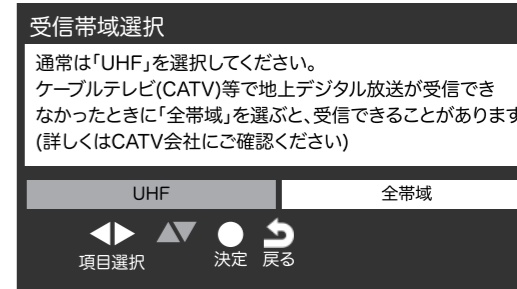 受信帯域選択
通常は「UHF」を選択してください。
ケーブルテレビ(CATV)等で地上デジタル放送が受信でき
なかったときに「全帯域」を選ぶと、受信できることがあります
(詳しくはCATV会社にご確認ください)
UHF 全帯域
項目選択 決定 戻る